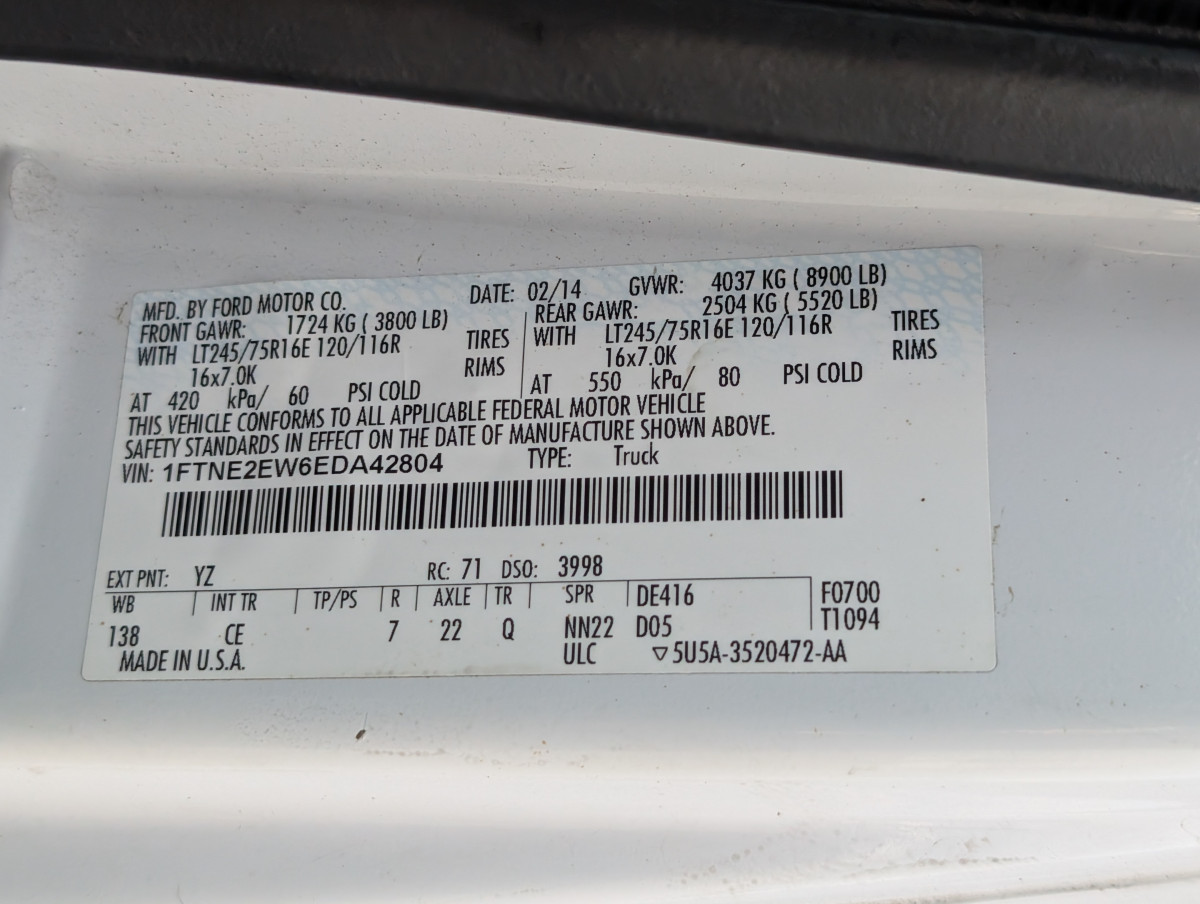 MFD. BY FORD MOTOR CO. DATE: 02/14 GVWR: 4037 KG ( 8900 LB)
FRONT GAWR: 1724 KG ( 3800 LB) REAR GAWR: 2504 KG ( 5520 LB)
WITH LT245/75R16E 120/116R TIRES WITH LT245/75R16E 120/116R TIRES
16x7.0K RIMS 16x7.0K RIMS
AT 420 kPa/ 60 PSI COLD AT 550 kPa/ 80 PSI COLD
THIS VEHICLE CONFORMS TO ALL APPLICABLE FEDERAL MOTOR VEHICLE
SAFETY STANDARDS IN EFFECT ON THE DATE OF MANUFACTURE SHOWN ABOVE.
VIN: 1FTNE2EW6EDA42804 TYPE: Truck
EXT PNT: YZ RC: 71 DSO: 3998
WB INT TR TP/PS R AXLE TR SPR DE416 F0700
138 CE 7 22 Q NN22 D05 T1094
MADE IN U.S.A. ULC ▽5U5A-3520472-AA